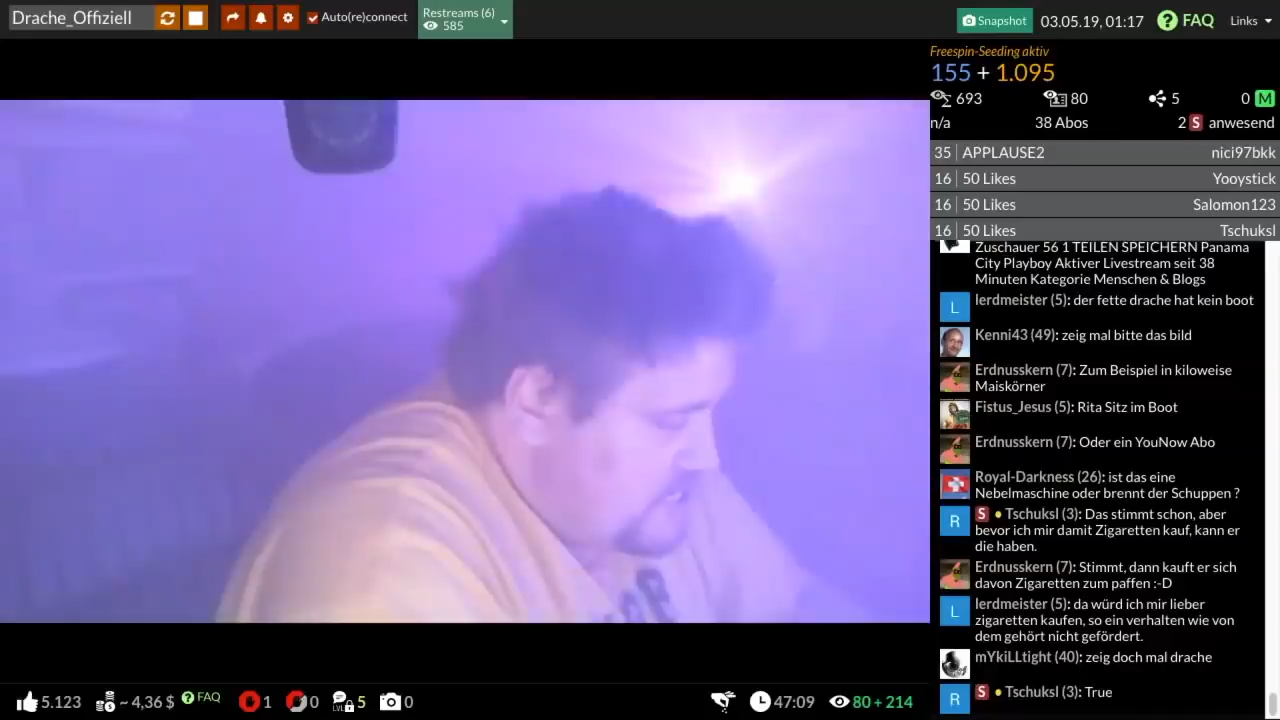 Drache_Offiziell
Auto(re)connect
Restreams (6)
585
Snapshot
03.05.19, 01:17
FAQ
Links
Freespin-Seeding aktiv
155 + 1.095
693
80
5
0 M
n/a
38 Abos
2 S anwesend
35 APPLAUSE2 nici97bkk
16 50 Likes Yooystick
16 50 Likes Salomon123
16 50 Likes Tschuksl
Zuschauer 56 1 TEILEN SPEICHERN Panama
City Playboy Aktiver Livestream seit 38
Minuten Kategorie Menschen & Blogs
L
lerdmeister (5): der fette drache hat kein boot
Kenni43 (49): zeig mal bitte das bild
Erdnusskern (7): Zum Beispiel in kiloweise
Maiskörner
Fistus_Jesus (5): Rita Sitz im Boot
Erdnusskern (7): Oder ein YouNow Abo
Royal-Darkness (26): ist das eine
Nebelmaschine oder brennt der Schuppen ?
R
S • Tschuksl (3): Das stimmt schon, aber
bevor ich mir damit Zigaretten kauf, kann er
die haben.
Erdnusskern (7): Stimmt, dann kauft er sich
davon Zigaretten zum paffen :-D
L
lerdmeister (5): da würd ich mir lieber
zigaretten kaufen, so ein verhalten wie von
dem gehört nicht gefördert.
mYkiLLtight (40): zeig doch mal drache
R
S • Tschuksl (3): True
5.123
~ 4,36 $
FAQ
1
0
LVL 5
0
47:09
80 + 214